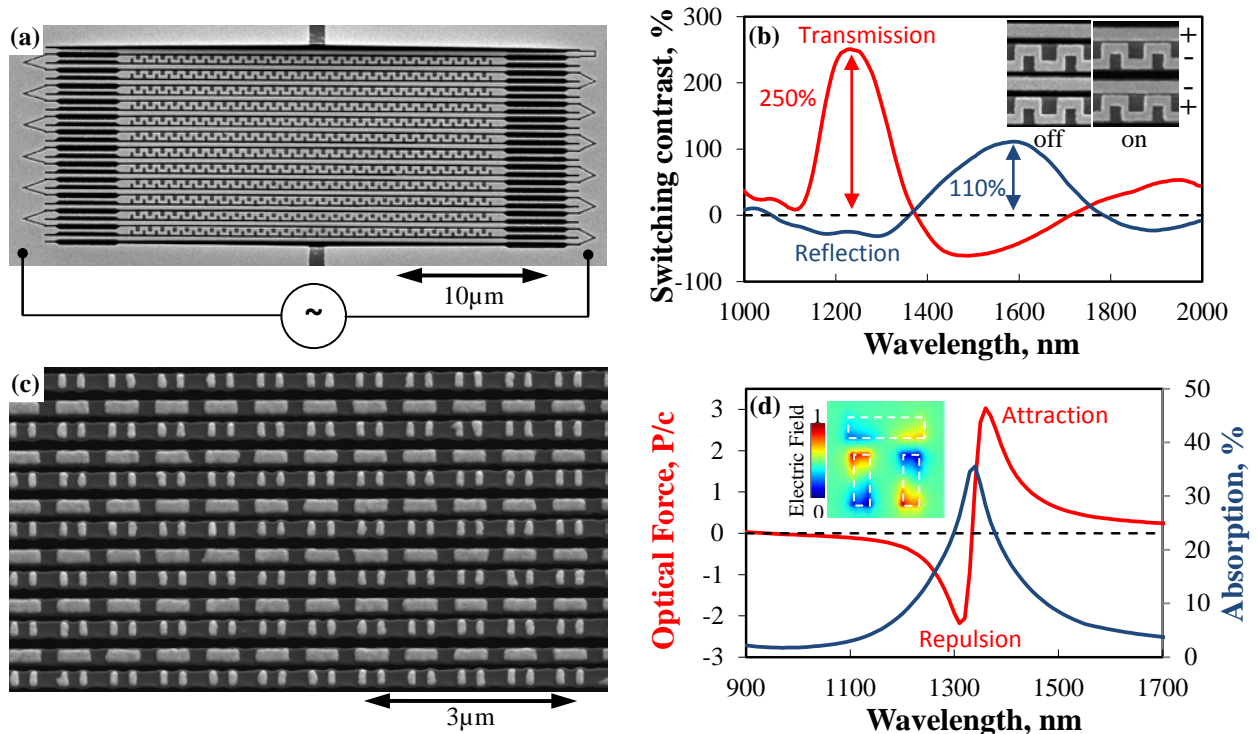 (a)
10µm
~
(b)
Switching contrast, %
300
250
200
100
0
-100
Transmission
250%
110%
Reflection
+
-
-
+
off
on
1000 1200 1400 1600 1800 2000
Wavelength, nm
(c)
3µm
(d)
Optical Force, P/c
3
2
1
0
-1
-2
-3
Electric Field
1
0
Attraction
Repulsion
50
40
30
20
10
0
Absorption, %
900 1100 1300 1500 1700
Wavelength, nm